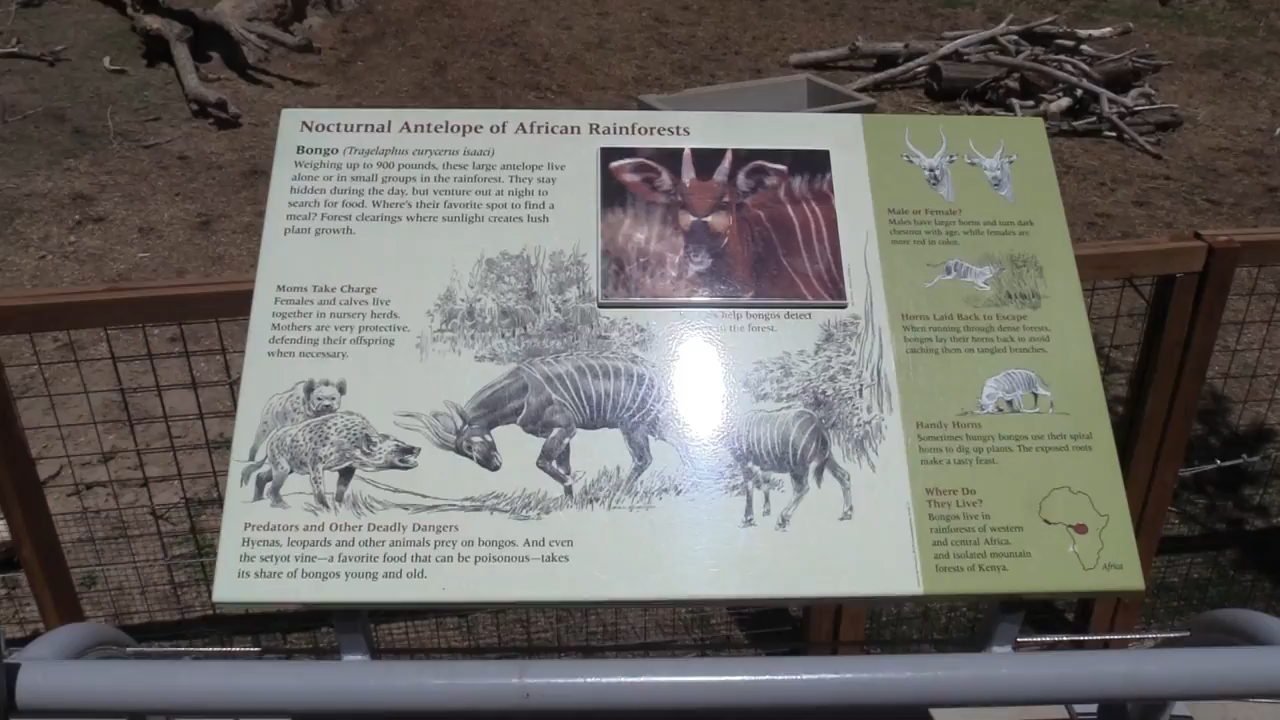 Nocturnal Antelope of African Rainforests
Bongo (Tragelaphus eurycerus isaaci)
Weighing up to 900 pounds, these large antelope live
alone or in small groups in the rainforest. They stay
hidden during the day, but venture out at night to
search for food. Where's their favorite spot to find a
meal? Forest clearings where sunlight creates lush
plant growth.
Moms Take Charge
Females and calves live
together in nursery herds.
Mothers are very protective,
defending their offspring
when necessary.
help bongos detect
the forest.
Predators and Other Deadly Dangers
Hyenas, leopards and other animals prey on bongos. And even
the setyot vine—a favorite food that can be poisonous—takes
its share of bongos young and old.
Male or Female?
Males have larger horns and turn dark
chestnut with age, while females are
more red in color.
Horns Laid Back to Escape
When running through dense forests,
bongos lay their horns back to avoid
catching them on tangled branches.
Handy Horns
Sometimes hungry bongos use their spiral
horns to dig up plants. The exposed roots
make a tasty feast.
Where Do
They Live?
Bongos live in
rainforests of western
and central Africa,
and isolated mountain
forests of Kenya.
Africa